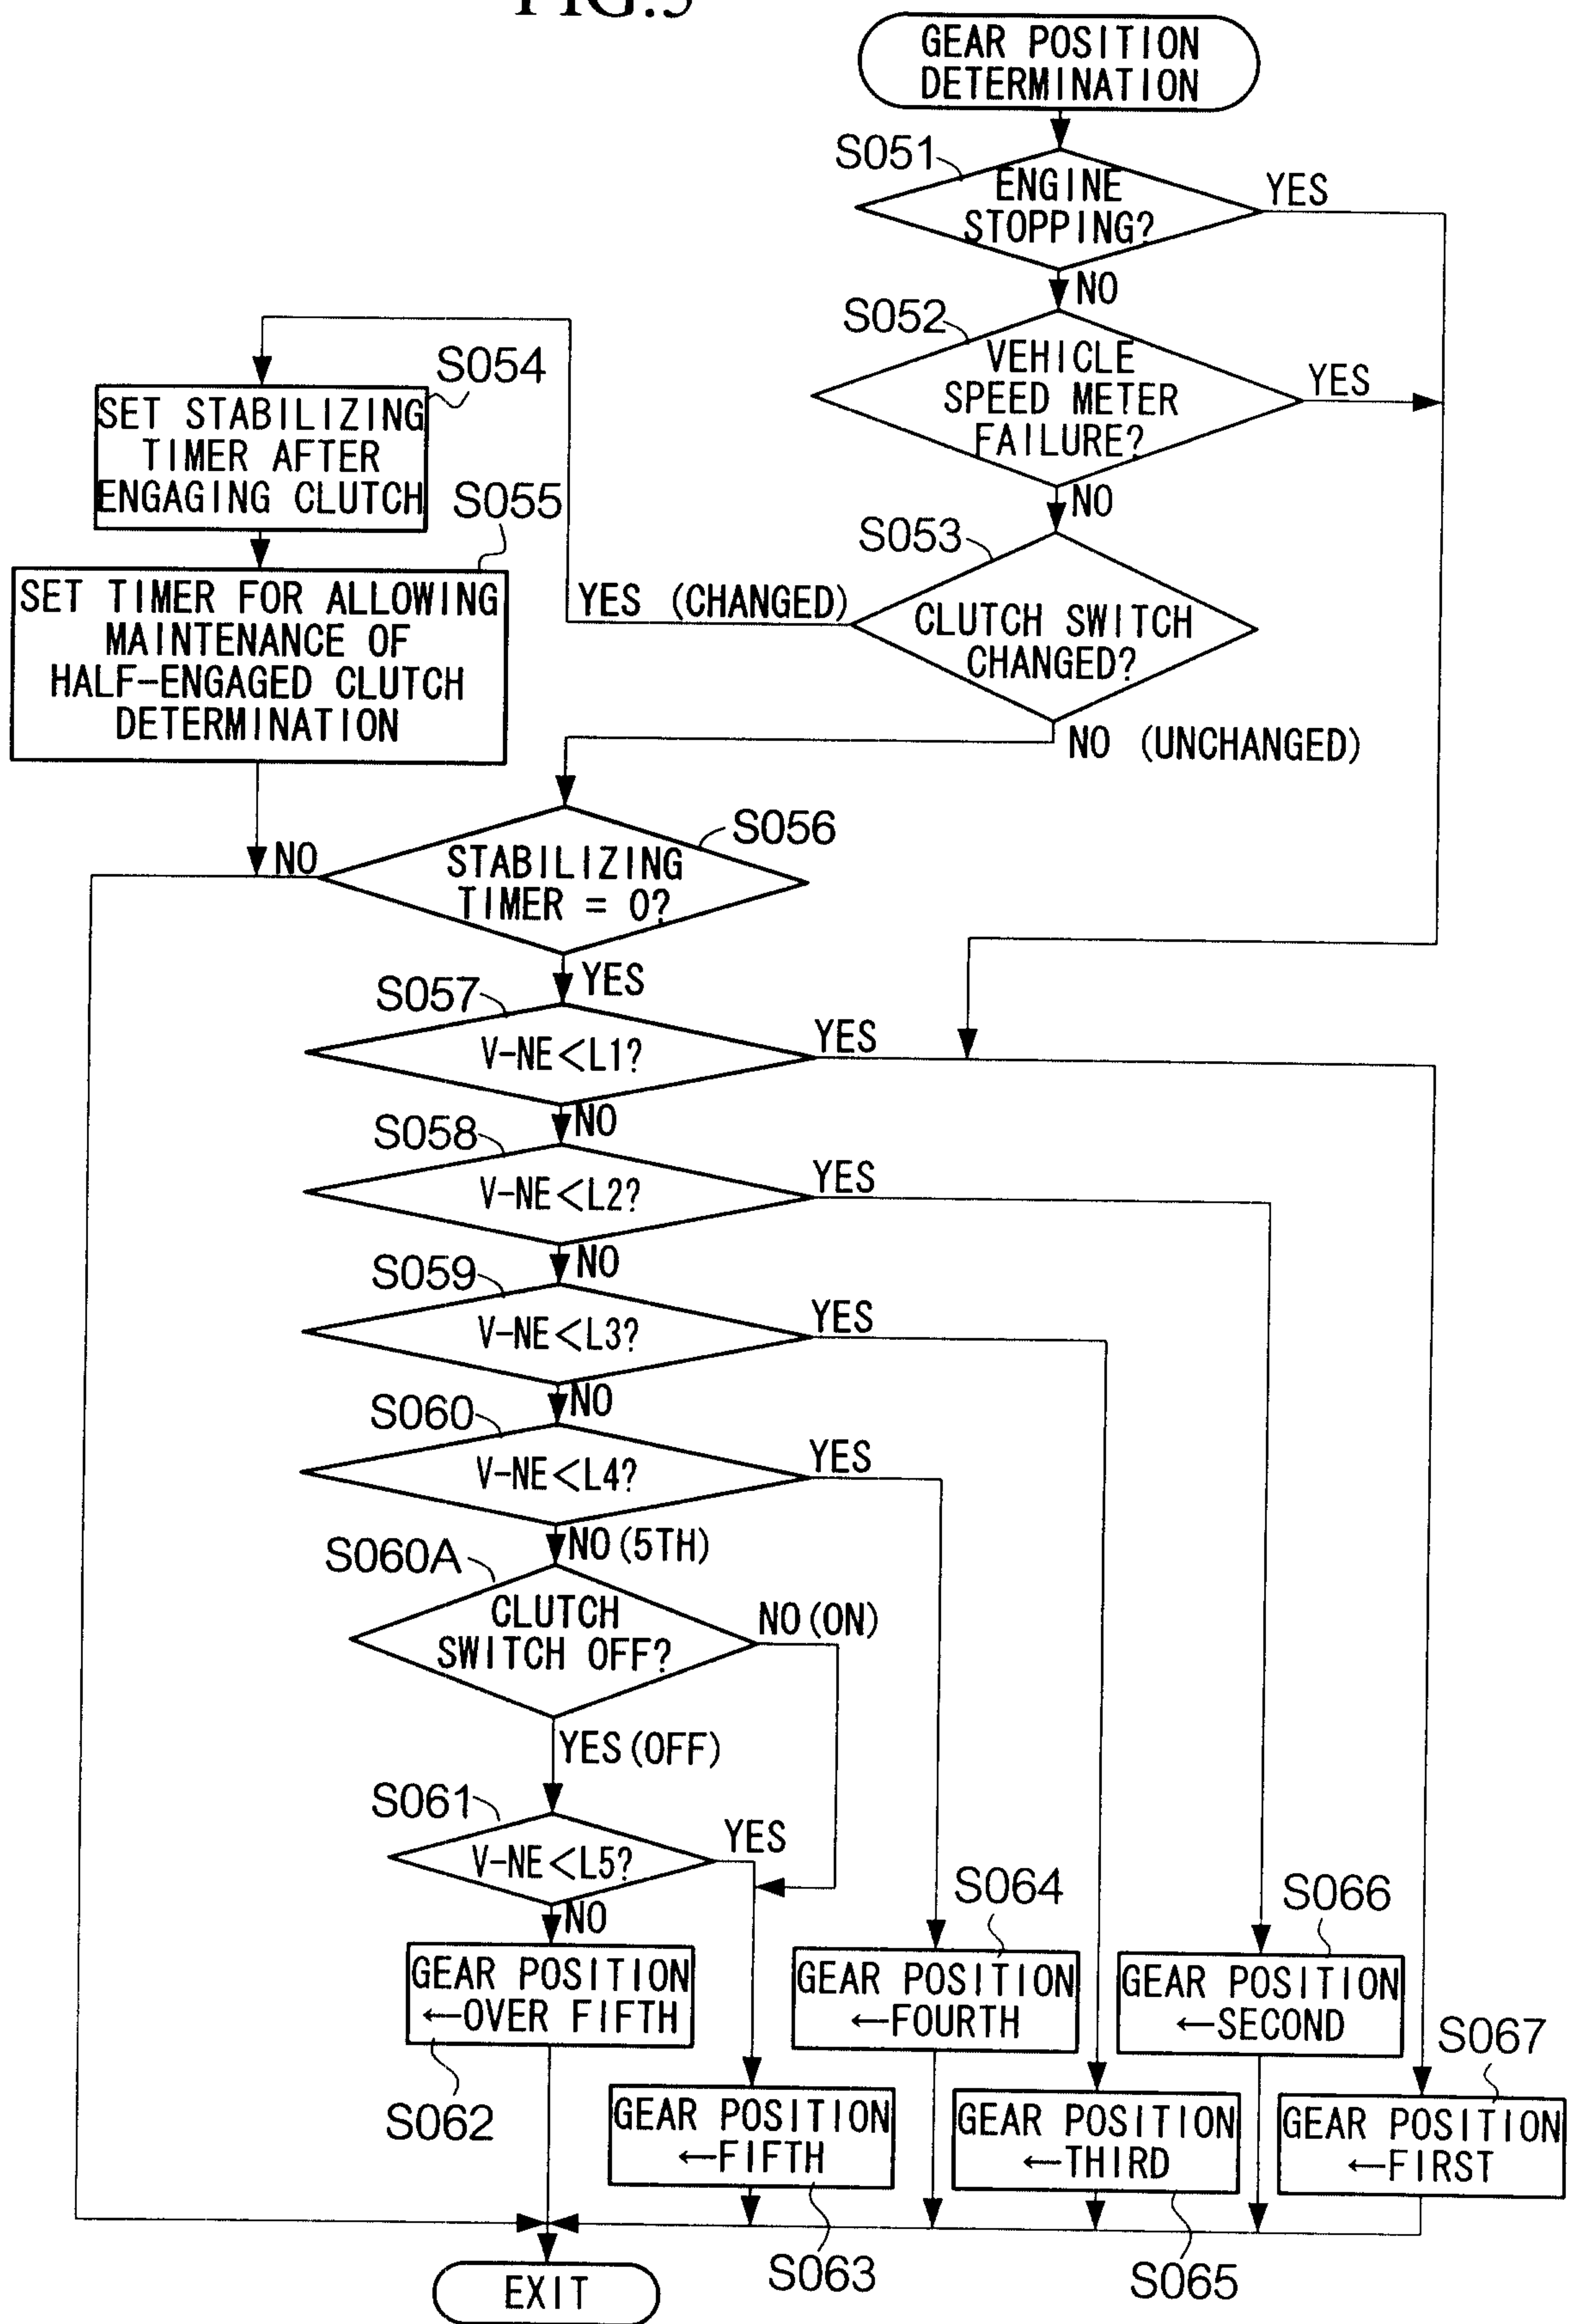 FIG.5
GEAR POSITION
DETERMINATION
S051
ENGINE
STOPPING?
YES
NO
S052
VEHICLE
SPEED METER
FAILURE?
YES
NO
S053
CLUTCH SWITCH
CHANGED?
YES (CHANGED)
NO (UNCHANGED)
S054
SET STABILIZING
TIMER AFTER
ENGAGING CLUTCH
S055
SET TIMER FOR ALLOWING
MAINTENANCE OF
HALF-ENGAGED CLUTCH
DETERMINATION
S056
STABILIZING
TIMER = 0?
NO
YES
S057
V-NE<L1?
YES
NO
S058
V-NE<L2?
YES
NO
S059
V-NE<L3?
YES
NO
S060
V-NE<L4?
YES
NO(5TH)
S060A
CLUTCH
SWITCH OFF?
NO(ON)
YES(OFF)
S061
V-NE<L5?
YES
NO
GEAR POSITION
←OVER FIFTH
S062
GEAR POSITION
←FIFTH
S063
S064
GEAR POSITION
←FOURTH
GEAR POSITION
←THIRD
S065
S066
GEAR POSITION
←SECOND
S067
GEAR POSITION
←FIRST
EXIT